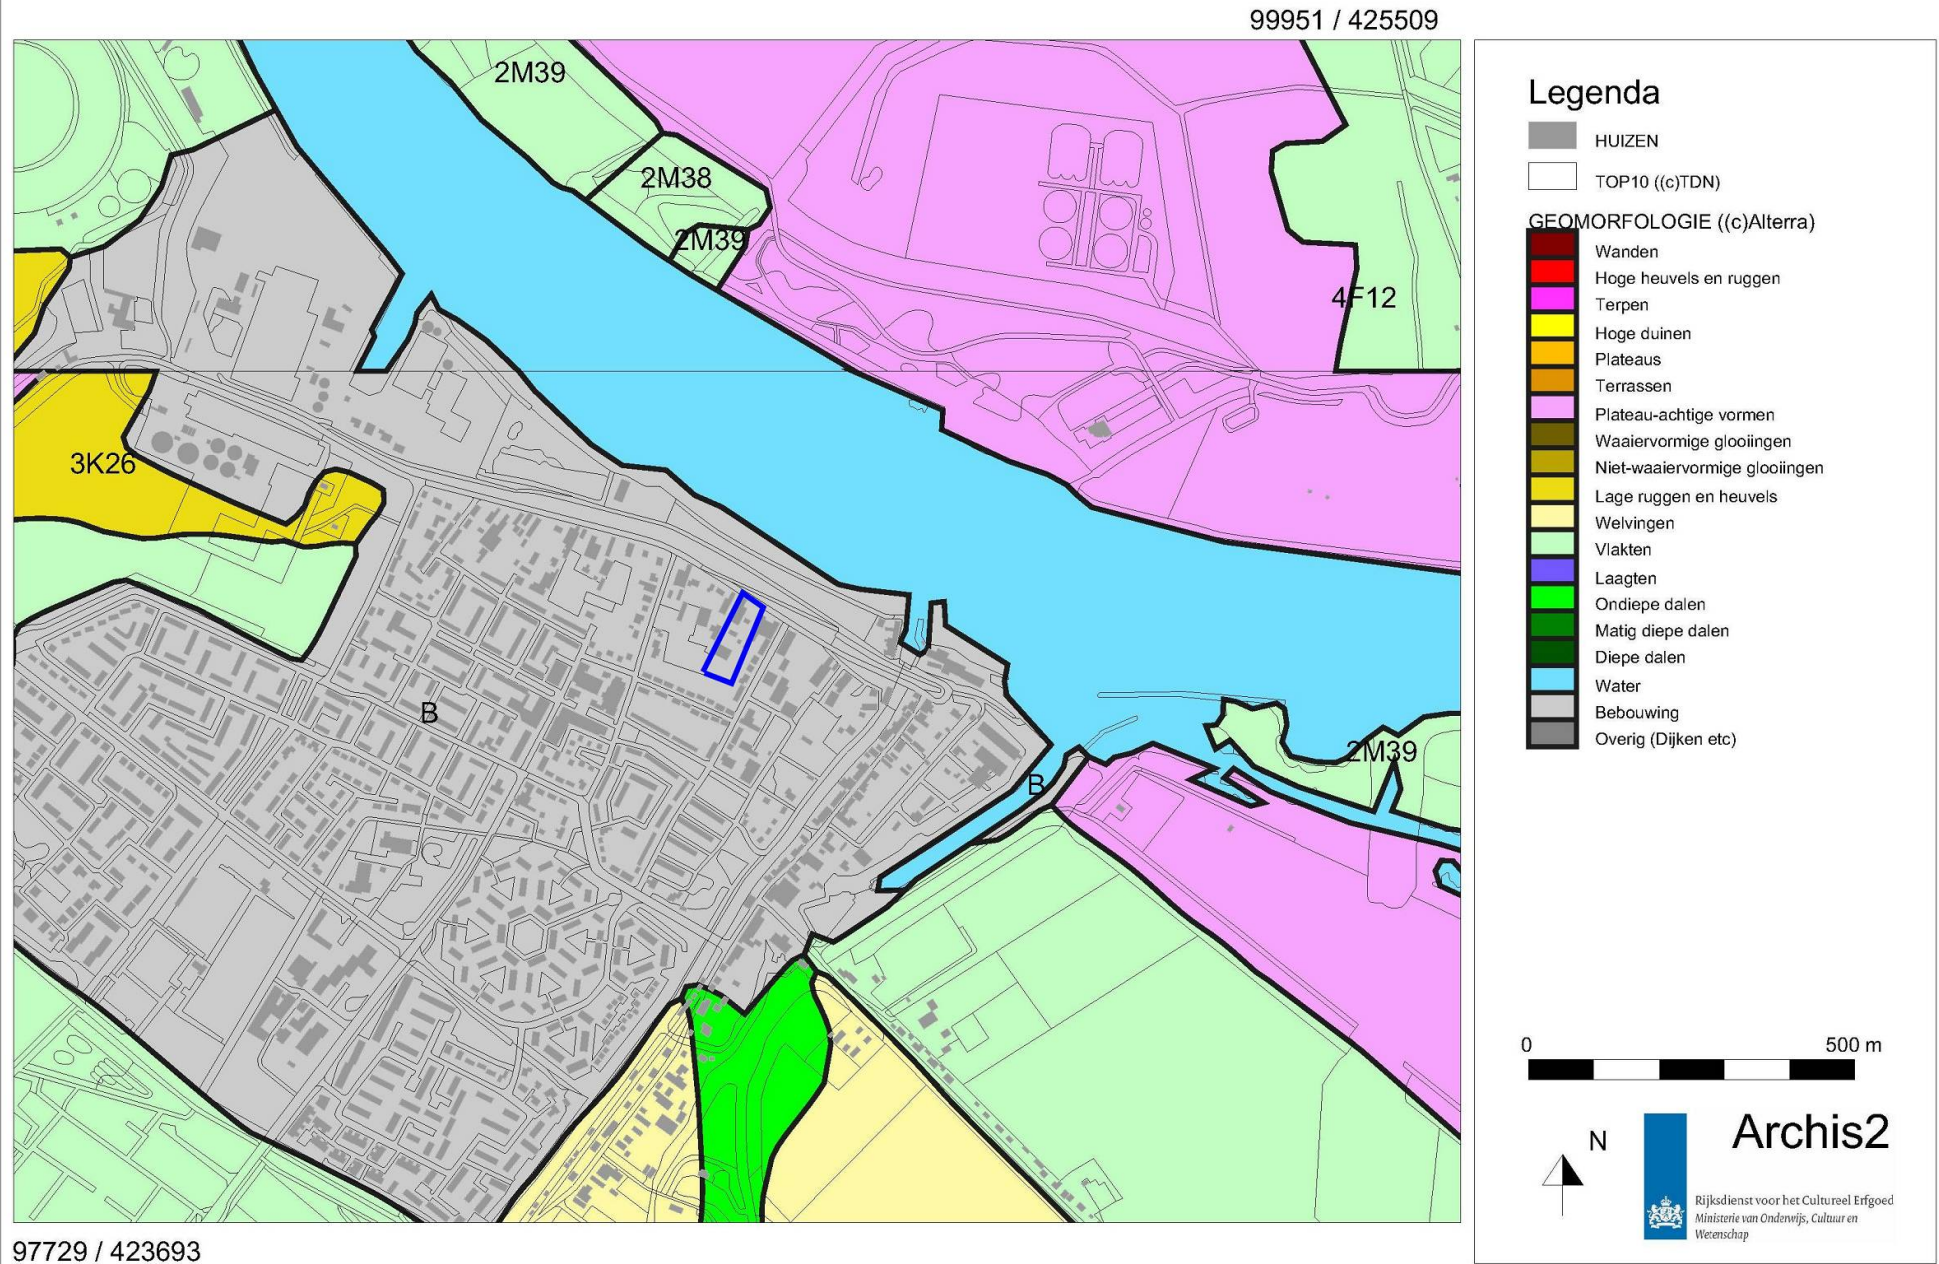 99951 / 425509
2M39
2M38
2M39
4F12
3K26
B
2M39
B
97729 / 423693
Legenda
HUIZEN
TOP10 ((c)TDN)
GEOMORFOLOGIE ((c)Alterra)
Wanden
Hoge heuvels en ruggen
Terpen
Hoge duinen
Plateaus
Terrassen
Plateau-achtige vormen
Waaiervormige glooiingen
Niet-waaiervormige glooiingen
Lage ruggen en heuvels
Welvingen
Vlakten
Laagten
Ondiepe dalen
Matig diepe dalen
Diepe dalen
Water
Bebouwing
Overig (Dijken etc)
0 500 m
N
Archis2
Rijksdienst voor het Cultureel Erfgoed
Ministerie van Onderwijs, Cultuur en
Wetenschap